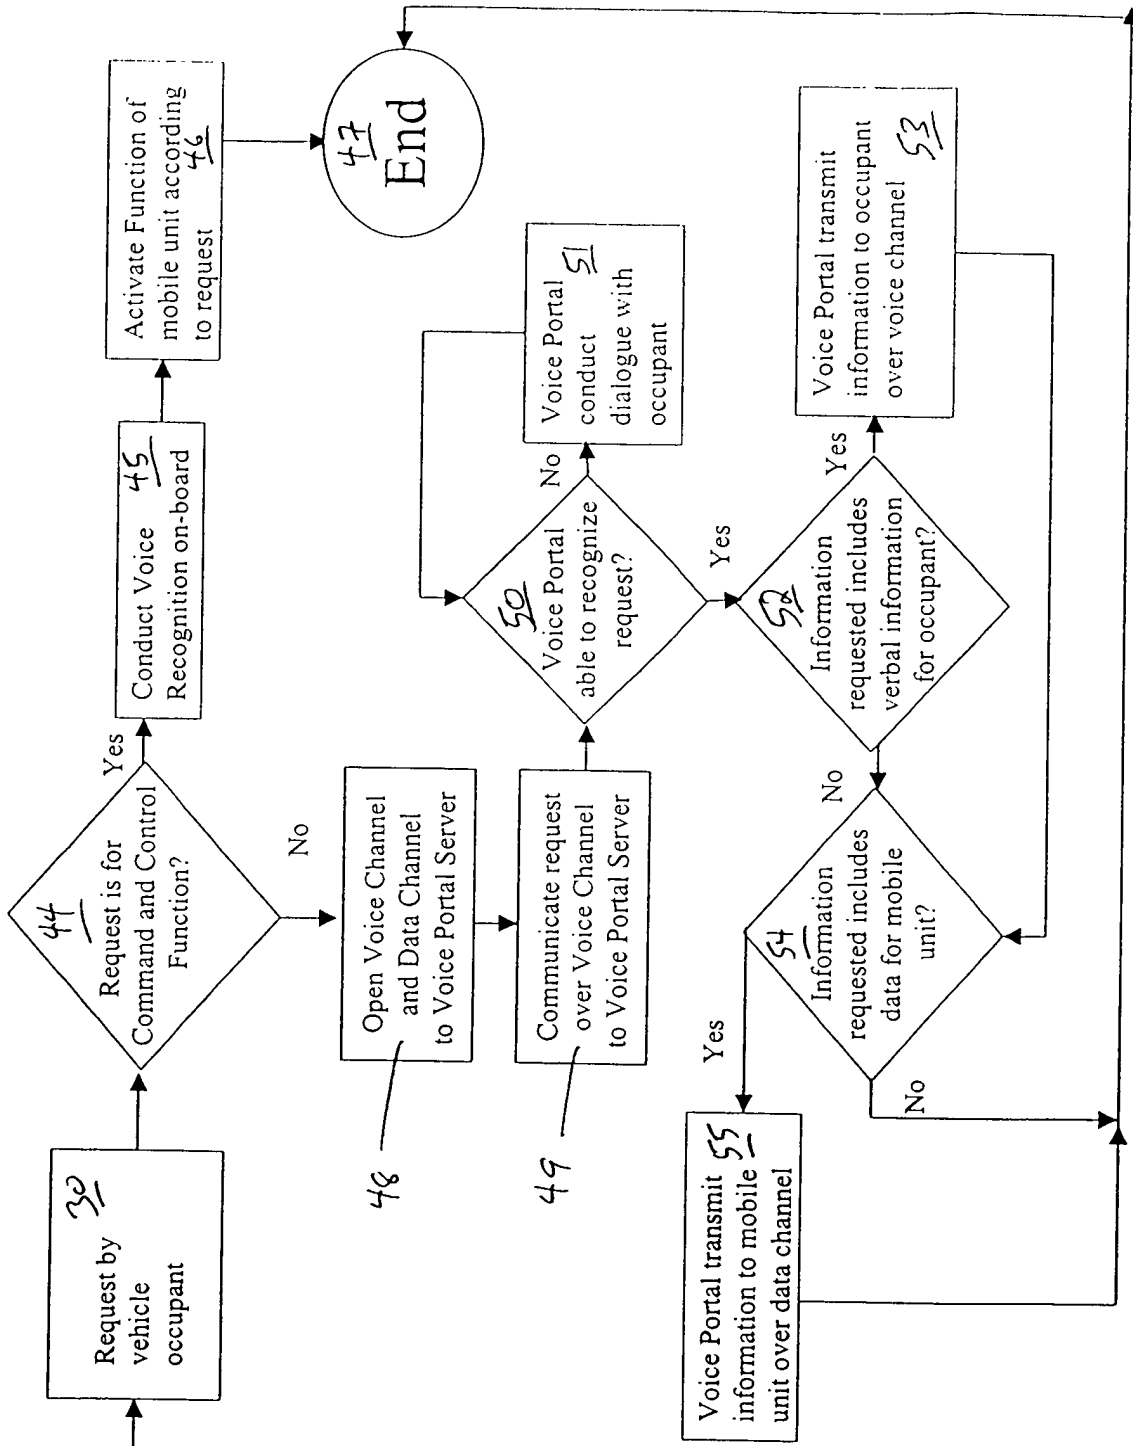 30
Request by
vehicle
occupant
44
Request is for
Command and Control
Function?
Yes
No
Conduct Voice 45
Recognition on-board
Activate Function of
mobile unit according
to request 46
47
End
Open Voice Channel
and Data Channel
to Voice Portal Server
48
Communicate request
over Voice Channel
to Voice Portal Server
49
50
Voice Portal
able to recognize
request?
No
Yes
Voice Portal
conduct 51
dialogue with
occupant
52
Information
requested includes
verbal information
for occupant?
Yes
No
Voice Portal transmit
information to occupant
over voice channel
53
54
Information
requested includes
data for mobile
unit?
Yes
No
Voice Portal transmit 55
information to mobile
unit over data channel